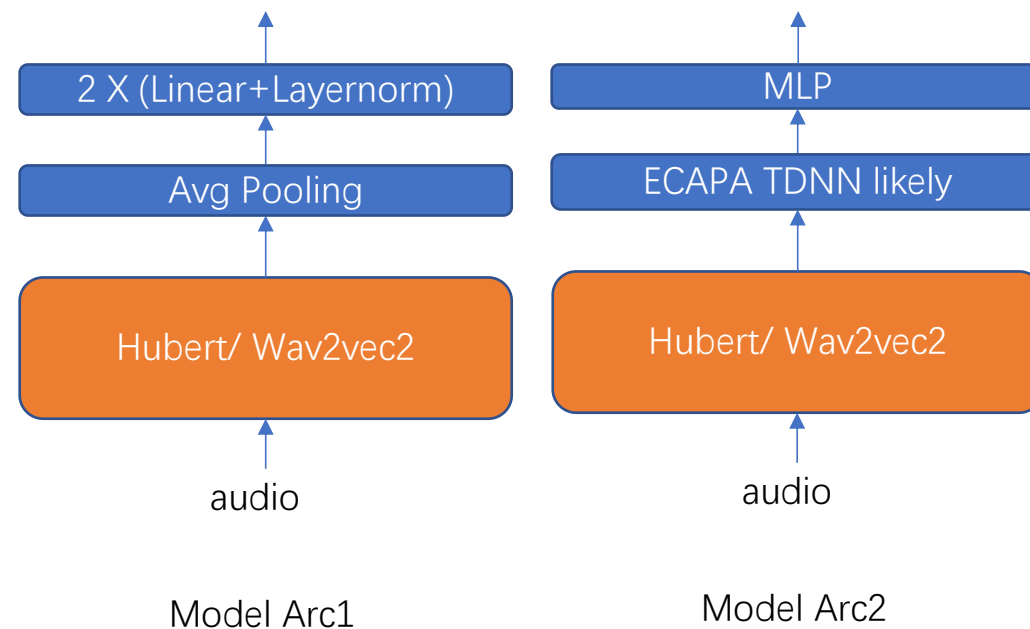 2 X (Linear+Layernorm)
Avg Pooling
Hubert/ Wav2vec2
audio
Model Arc1
MLP
ECAPA TDNN likely
Hubert/ Wav2vec2
audio
Model Arc2